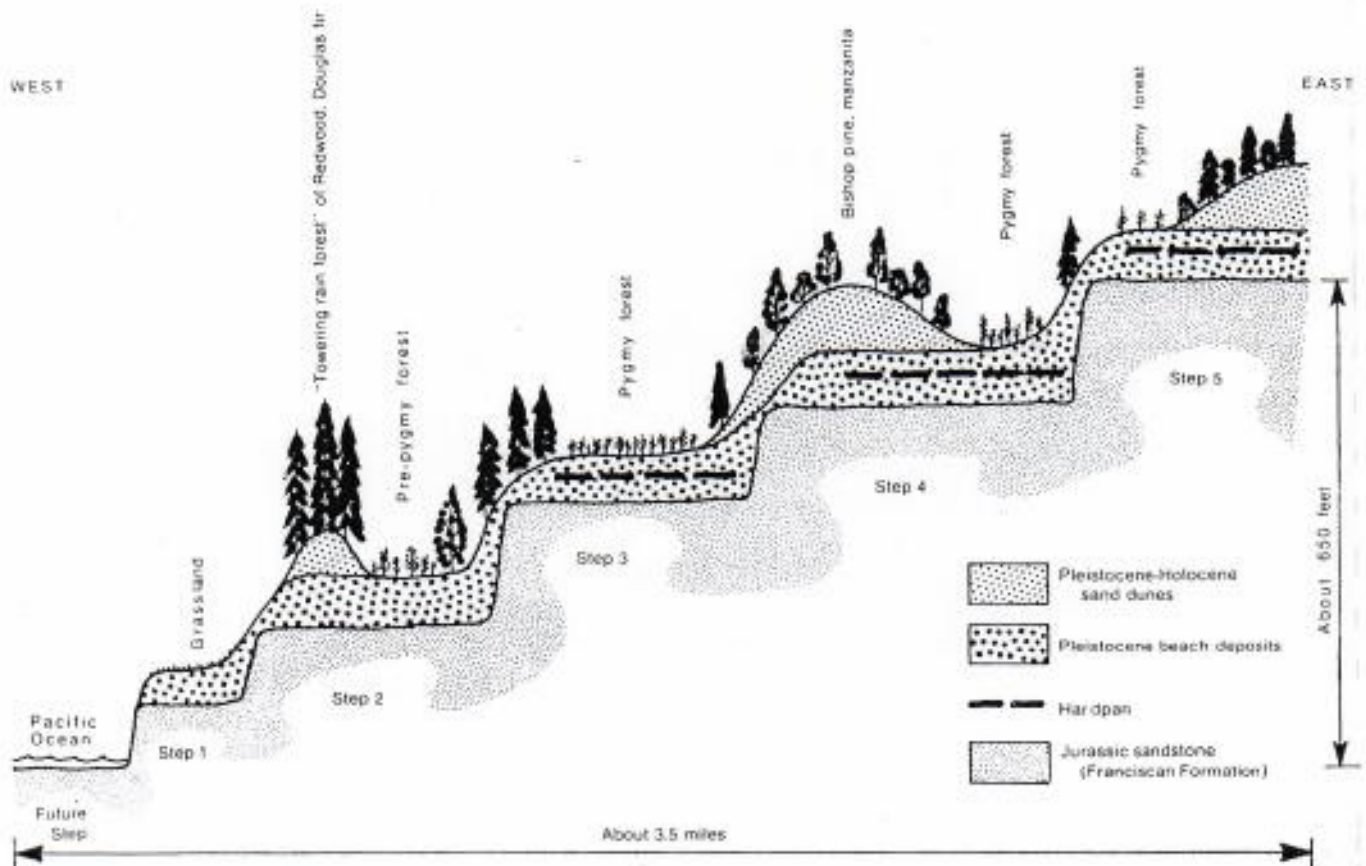 WEST
EAST
"Towering rain forest" of Redwood, Douglas fir
Bishop pine, manzanita
Pygmy forest
Pygmy forest
Pre-pygmy forest
Pygmy forest
Grassland
Step 5
Step 4
Step 3
Step 2
Step 1
Pacific
Ocean
Future
Step
Pleistocene-Holocene
sand dunes
Pleistocene beach deposits
Hardpan
Jurassic sandstone
(Franciscan Formation)
About 650 feet
About 3.5 miles